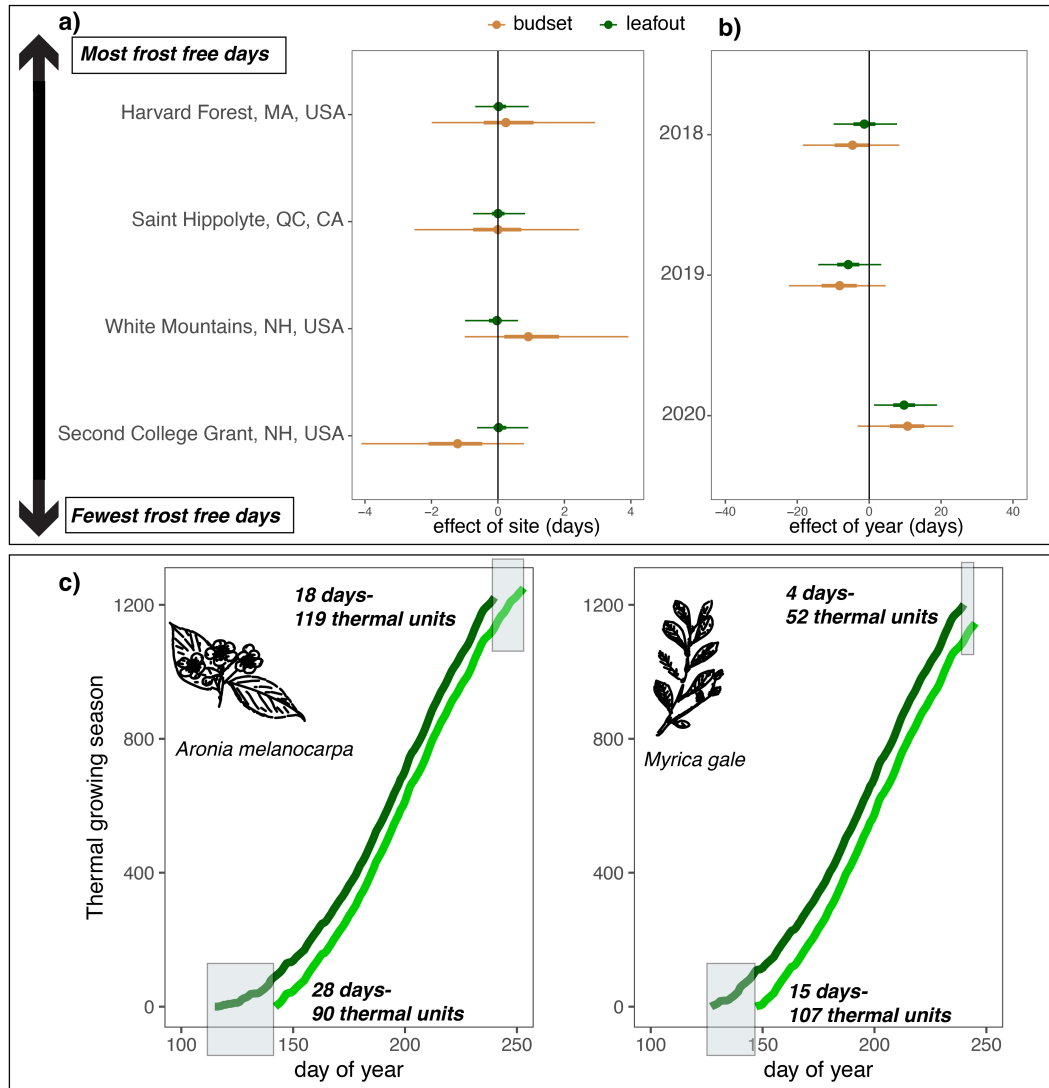 a)
budset
leafout
b)
Most frost free days
Harvard Forest, MA, USA
Saint Hippolyte, QC, CA
White Mountains, NH, USA
Second College Grant, NH, USA
Fewest frost free days
−4
−2
0
2
4
effect of site (days)
2018
2019
2020
−40
−20
0
20
40
effect of year (days)
c)
Thermal growing season
1200
800
400
0
18 days-
119 thermal units
Aronia melanocarpa
28 days-
90 thermal units
100
150
200
250
day of year
1200
800
400
0
4 days-
52 thermal units
Myrica gale
15 days-
107 thermal units
100
150
200
250
day of year